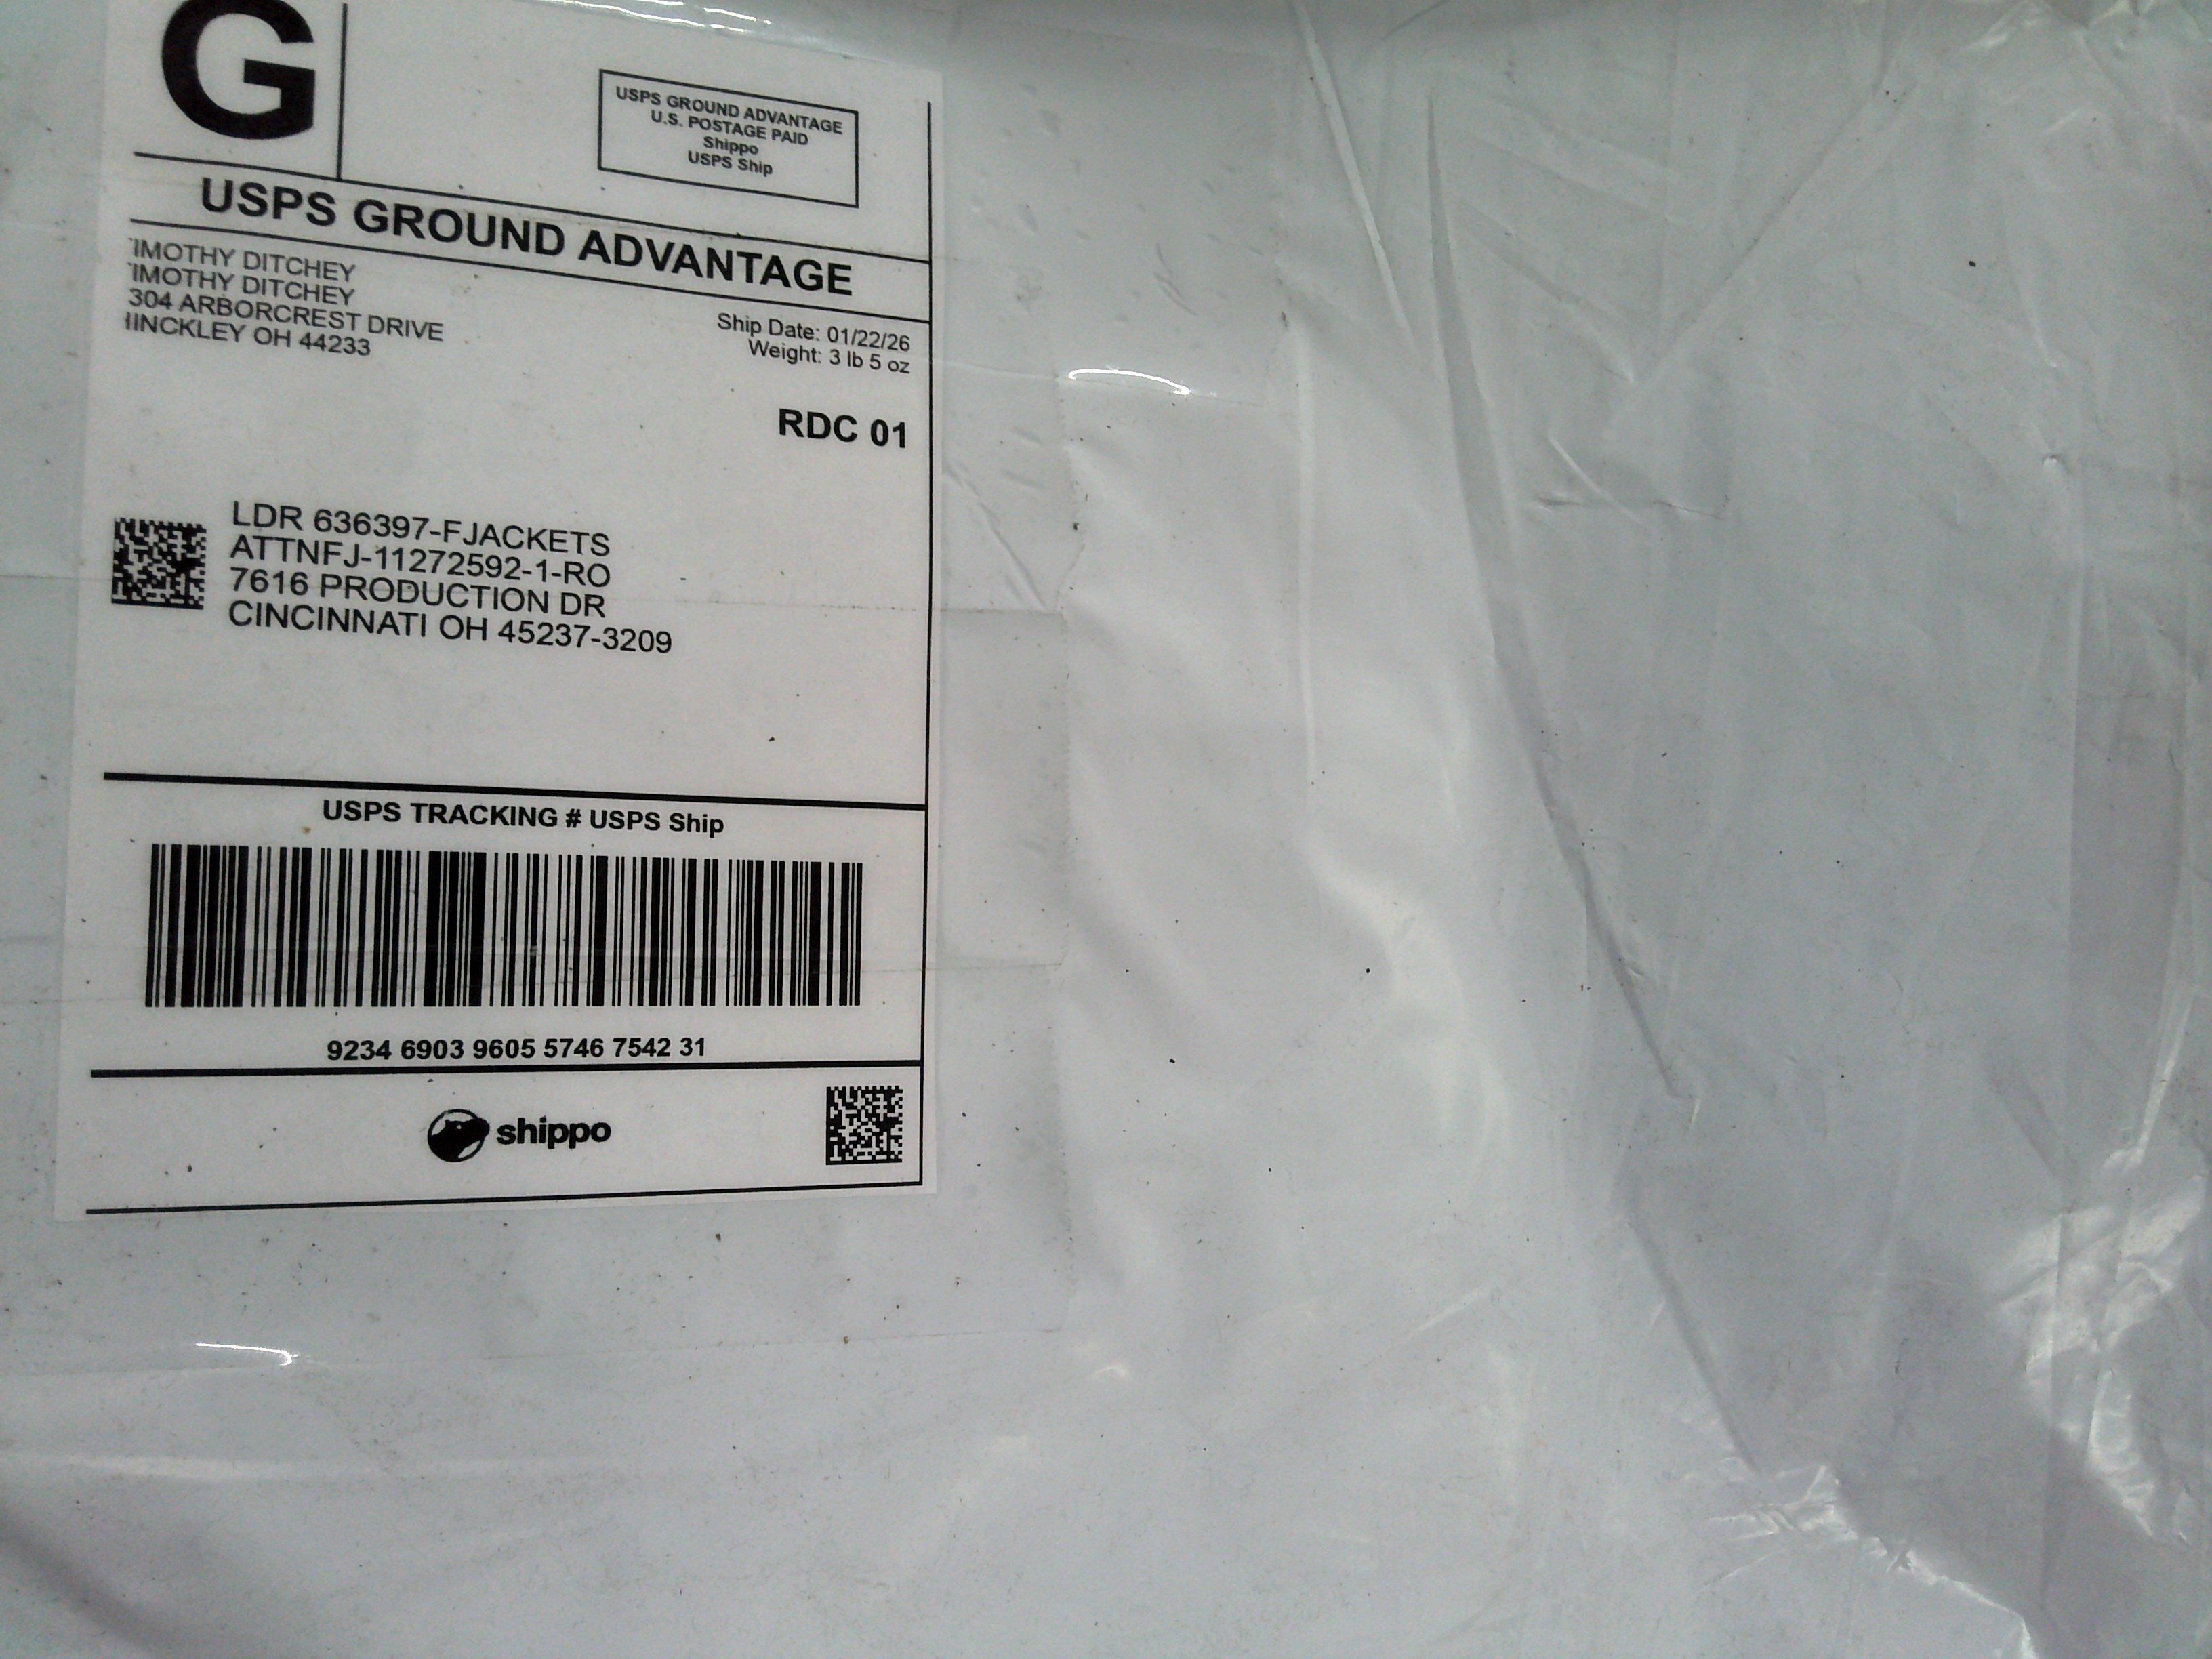 G
USPS GROUND ADVANTAGE
U.S. POSTAGE PAID
Shippo
USPS Ship
USPS GROUND ADVANTAGE
IMOTHY DITCHEY
IMOTHY DITCHEY
304 ARBORCREST DRIVE
HINCKLEY OH 44233
Ship Date: 01/22/26
Weight: 3 lb 5 oz
RDC 01
LDR 636397-FJACKETS
ATTNFJ-11272592-1-RO
7616 PRODUCTION DR
CINCINNATI OH 45237-3209
USPS TRACKING # USPS Ship
9234 6903 9605 5746 7542 31
shippo